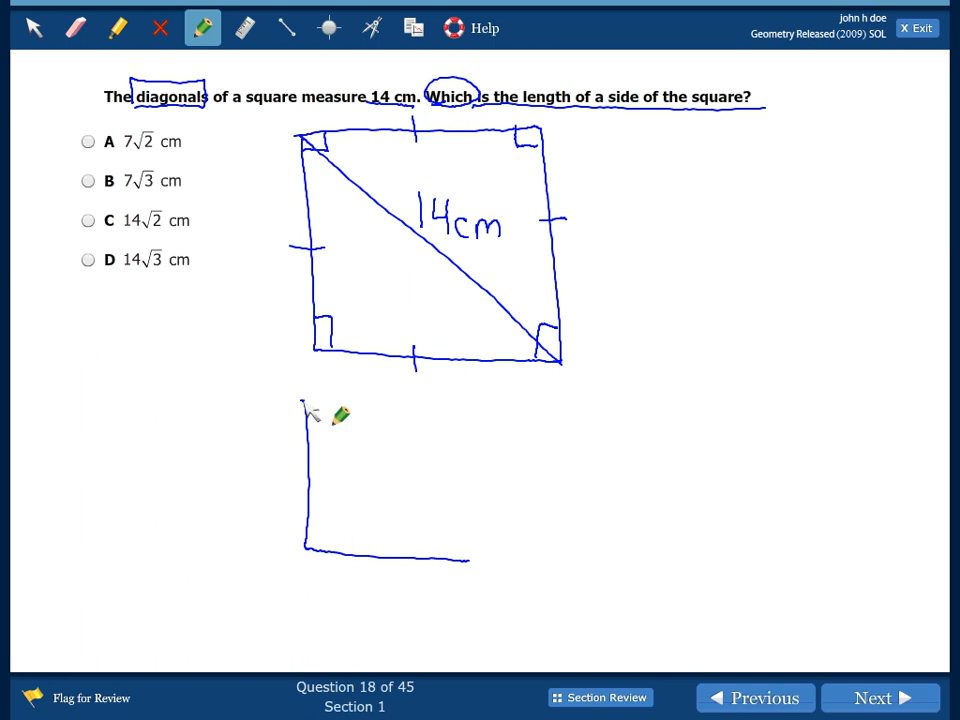 john h doe
Help
Geometry Released (2009) SOL
X Exit
The diagonals of a square measure 14 cm. Which is the length of a side of the square?
A 7√2 cm
B 7√3 cm
C 14√2 cm
D 14√3 cm
14cm
Flag for Review
Question 18 of 45
Section 1
Section Review
Previous
Next